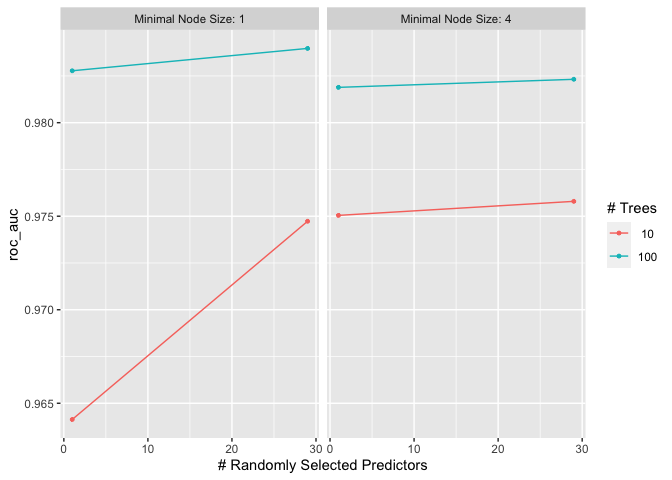 Minimal Node Size: 1
Minimal Node Size: 4
roc_auc
0.980
0.975
0.970
0.965
0
10
20
30
0
10
20
30
# Randomly Selected Predictors
# Trees
10
100